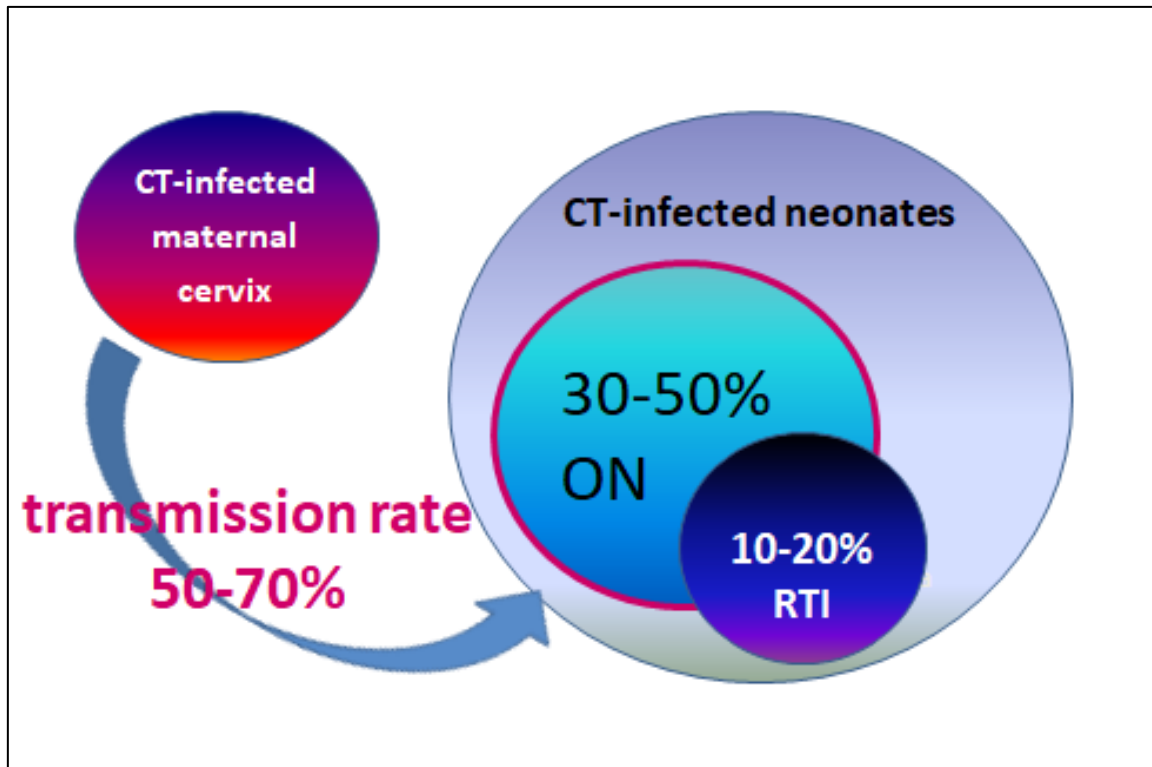 CT-infected
maternal
cervix
CT-infected neonates
30-50%
ON
transmission rate
50-70%
10-20%
RTI